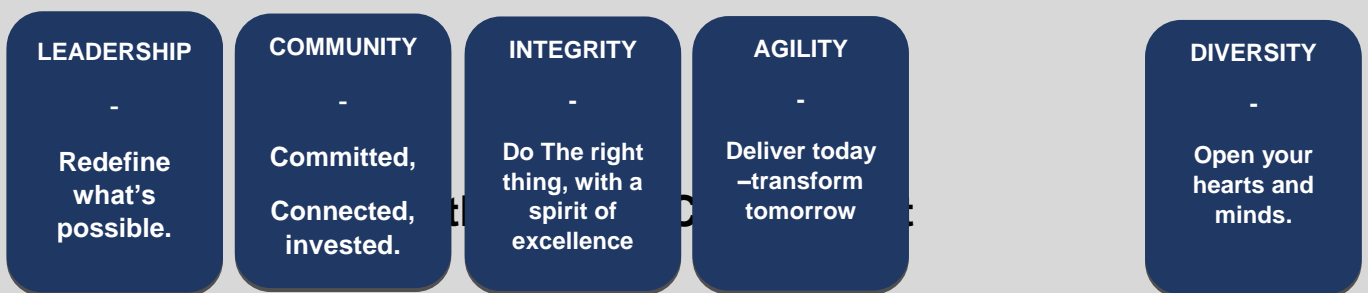 LEADERSHIP
-
Redefine
what's
possible.
COMMUNITY
-
Committed,
Connected,
invested.
INTEGRITY
-
Do The right
thing, with a
spirit of
excellence
AGILITY
-
Deliver today
–transform
tomorrow
DIVERSITY
-
Open your
hearts and
minds.